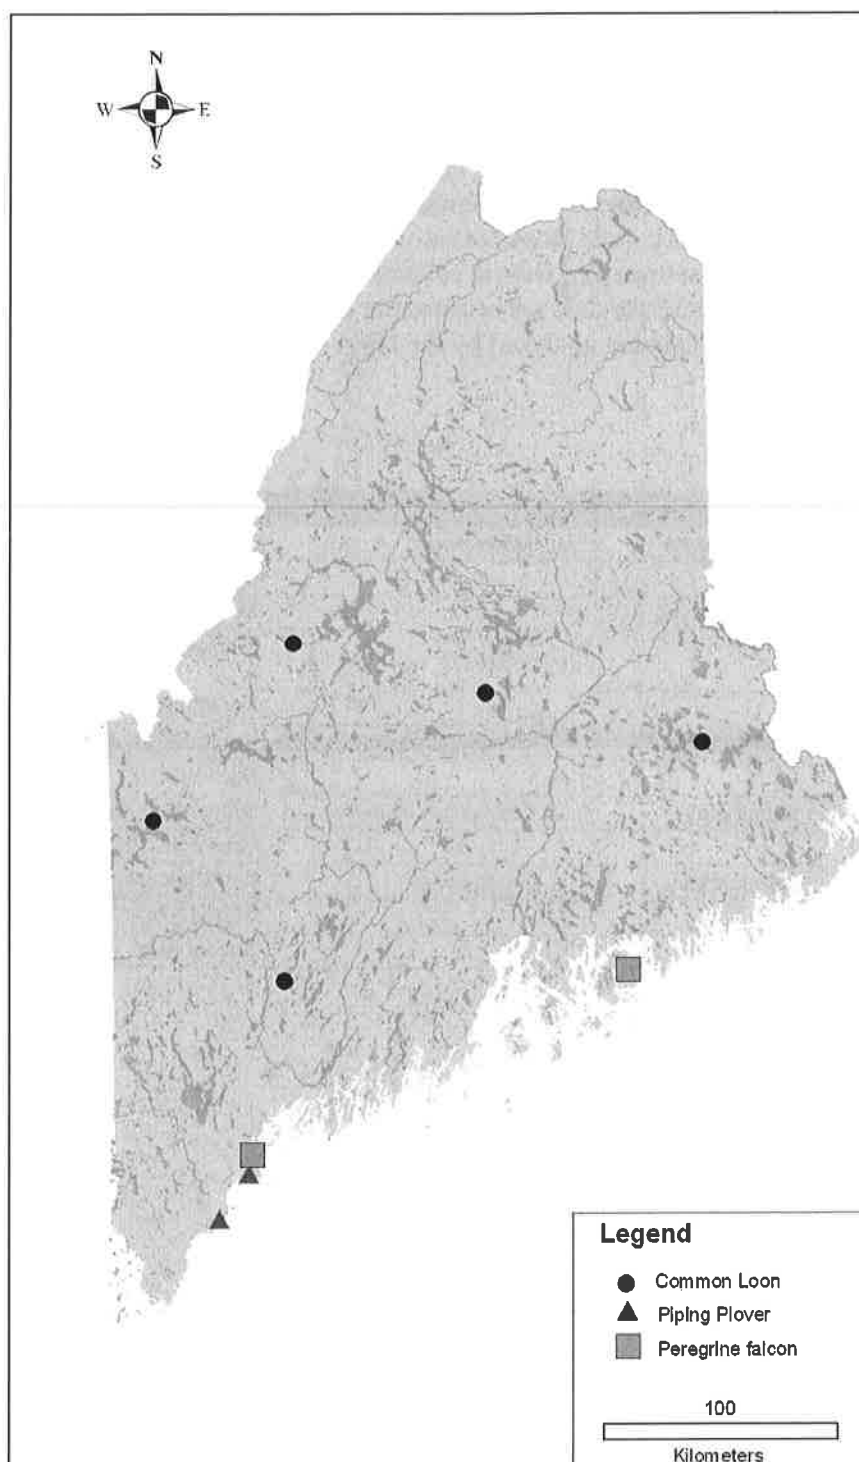 N
W E
S
Legend
Common Loon
Piping Plover
Peregrine falcon
100
Kilometers